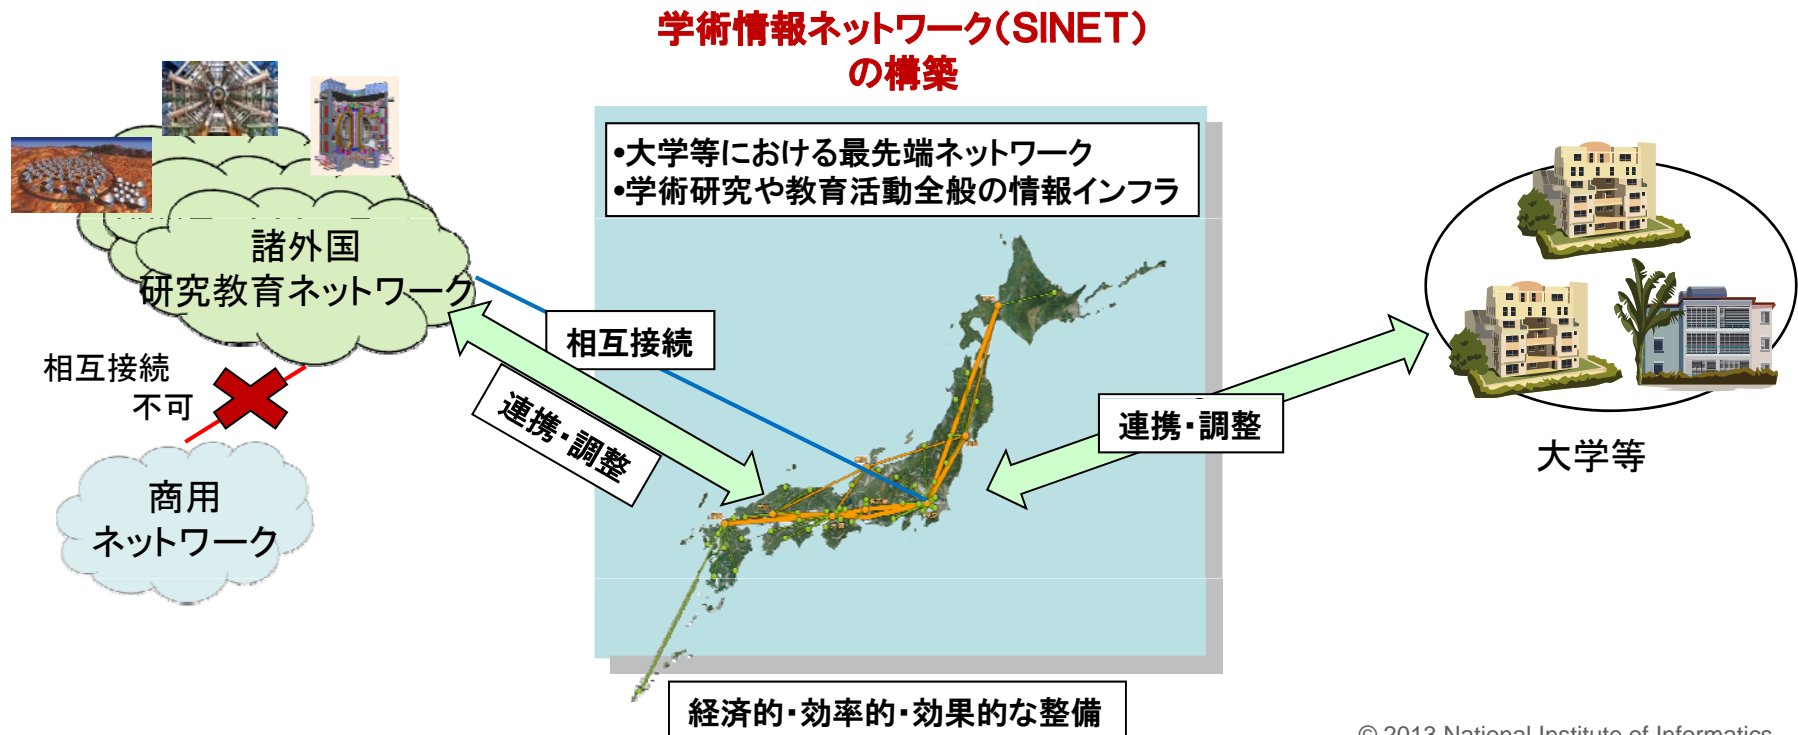 学術情報ネットワーク(SINET)
の構築
•大学等における最先端ネットワーク
•学術研究や教育活動全般の情報インフラ
諸外国
研究教育ネットワーク
相互接続
連携・調整
相互接続
不可
商用
ネットワーク
連携・調整
大学等
経済的・効率的・効果的な整備
© 2013 National Institute of Informatics